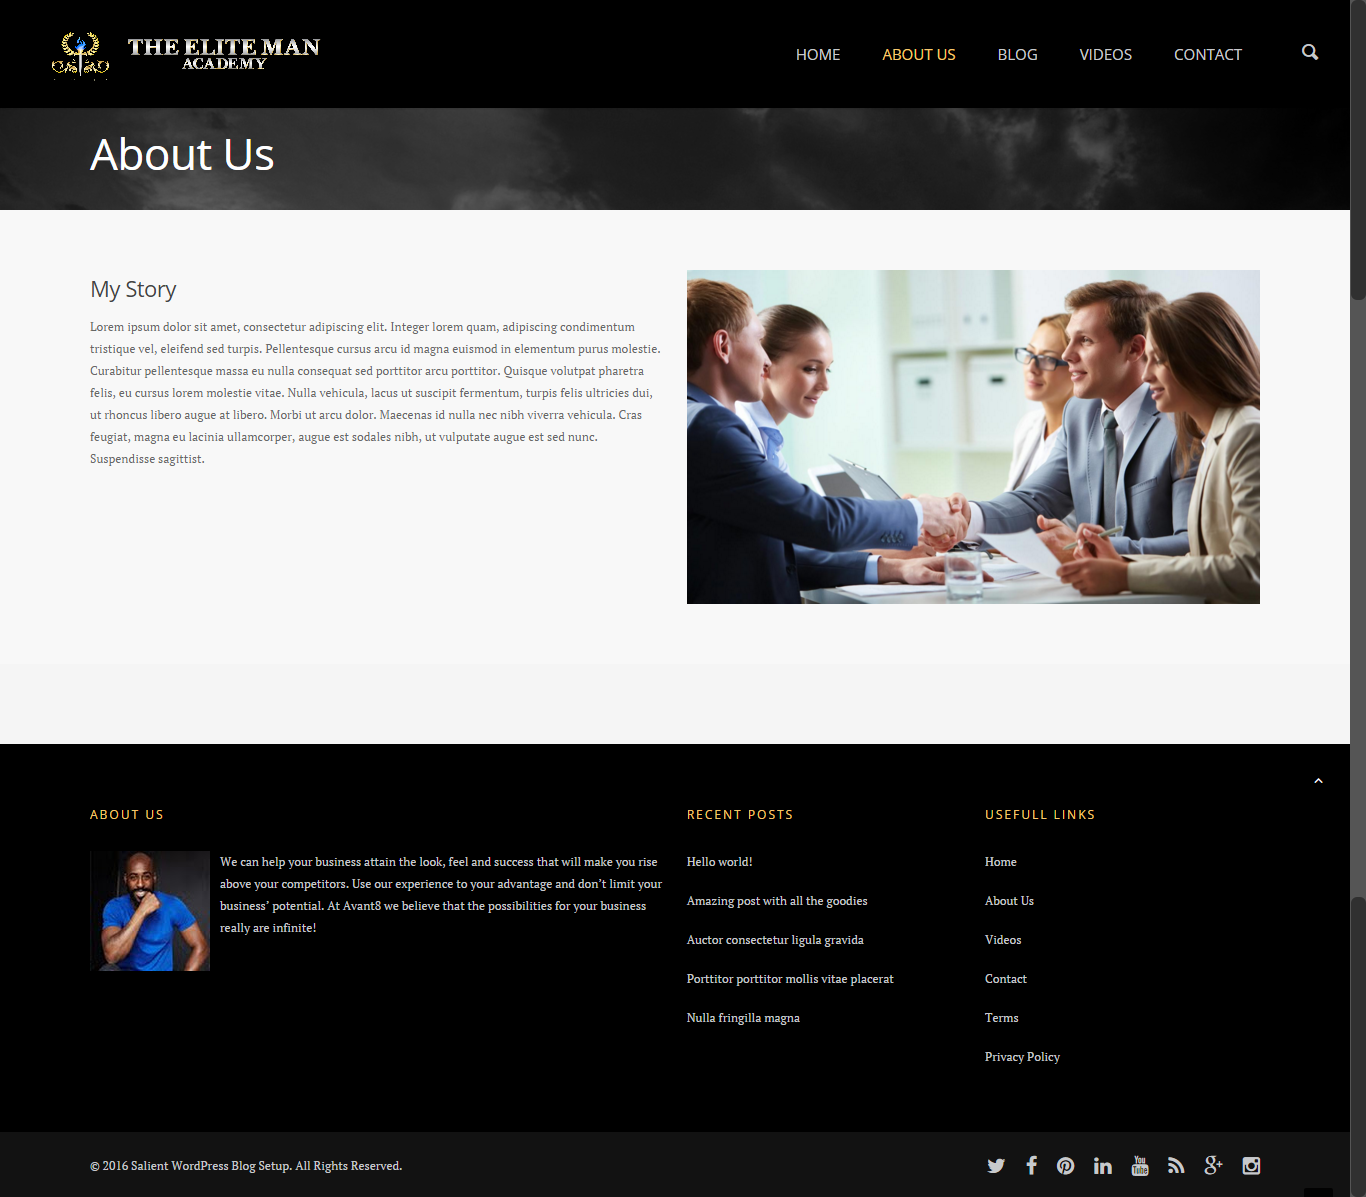 THE ELITE MAN
ACADEMY
HOME
ABOUT US
BLOG
VIDEOS
CONTACT
About Us
My Story
Lorem ipsum dolor sit amet, consectetur adipiscing elit. Integer lorem quam, adipiscing condimentum
tristique vel, eleifend sed turpis. Pellentesque cursus arcu id magna euismod in elementum purus molestie.
Curabitur pellentesque massa eu nulla consequat sed porttitor arcu porttitor. Quisque volutpat pharetra
felis, eu cursus lorem molestie vitae. Nulla vehicula, lacus ut suscipit fermentum, turpis felis ultricies dui,
ut rhoncus libero augue at libero. Morbi ut arcu dolor. Maecenas id nulla nec nibh viverra vehicula. Cras
feugiat, magna eu lacinia ullamcorper, augue est sodales nibh, ut vulputate augue est sed nunc.
Suspendisse sagittist.
ABOUT US
We can help your business attain the look, feel and success that will make you rise
above your competitors. Use our experience to your advantage and don’t limit your
business’ potential. At Avant8 we believe that the possibilities for your business
really are infinite!
RECENT POSTS
Hello world!
Amazing post with all the goodies
Auctor consectetur ligula gravida
Porttitor porttitor mollis vitae placerat
Nulla fringilla magna
USEFULL LINKS
Home
About Us
Videos
Contact
Terms
Privacy Policy
© 2016 Salient WordPress Blog Setup. All Rights Reserved.
You
Tube